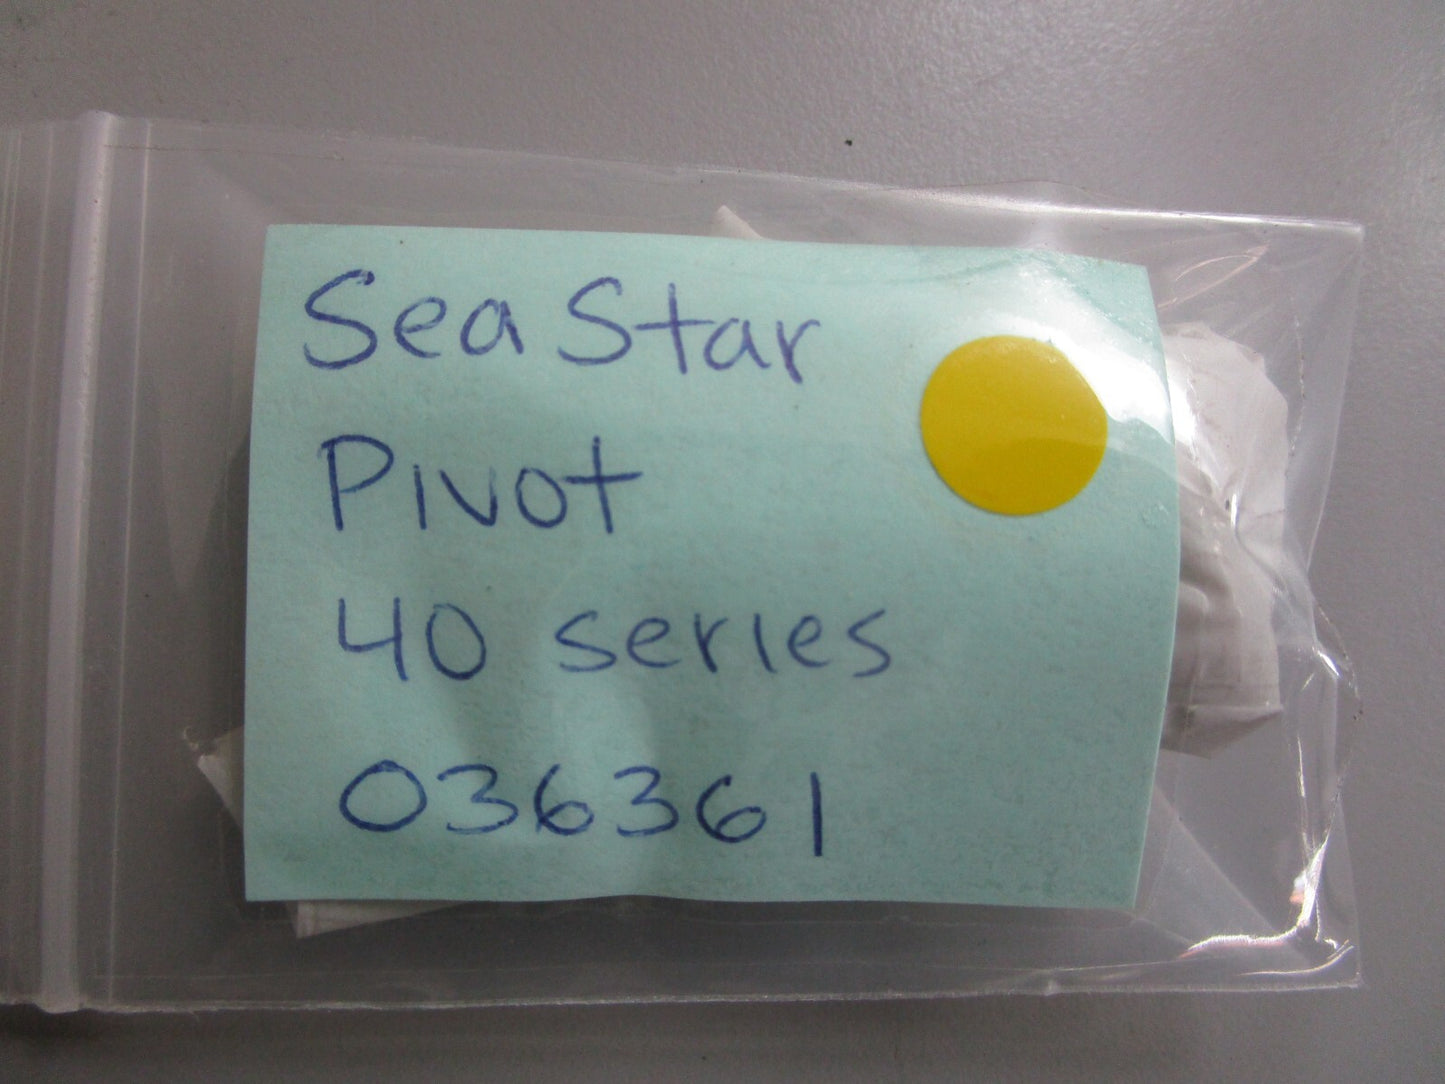 Sea Star
Pivot
40 series
036361